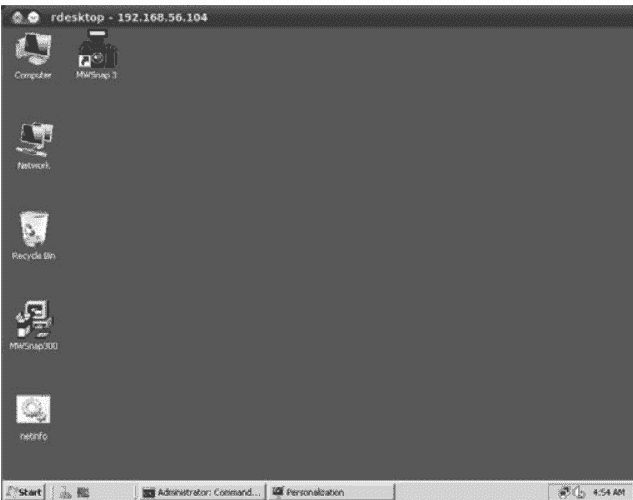 rdesktop - 192.168.56.104
Computer
MWSnap 3
Network
Recycle Bin
MWSnap300
netinfo
Start
Administrator: Command...
Personalization
4:54 AM